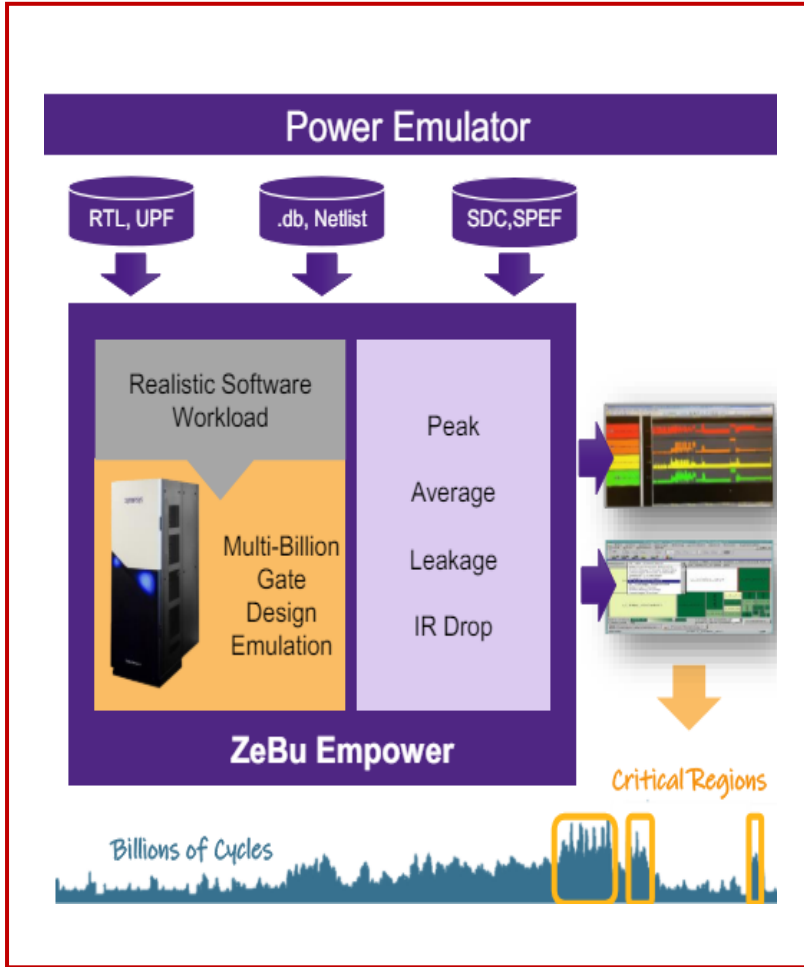 Power Emulator
RTL, UPF
.db, Netlist
SDC,SPEF
Realistic Software
Workload
Multi-Billion
Gate
Design
Emulation
Peak
Average
Leakage
IR Drop
ZeBu Empower
Critical Regions
Billions of Cycles